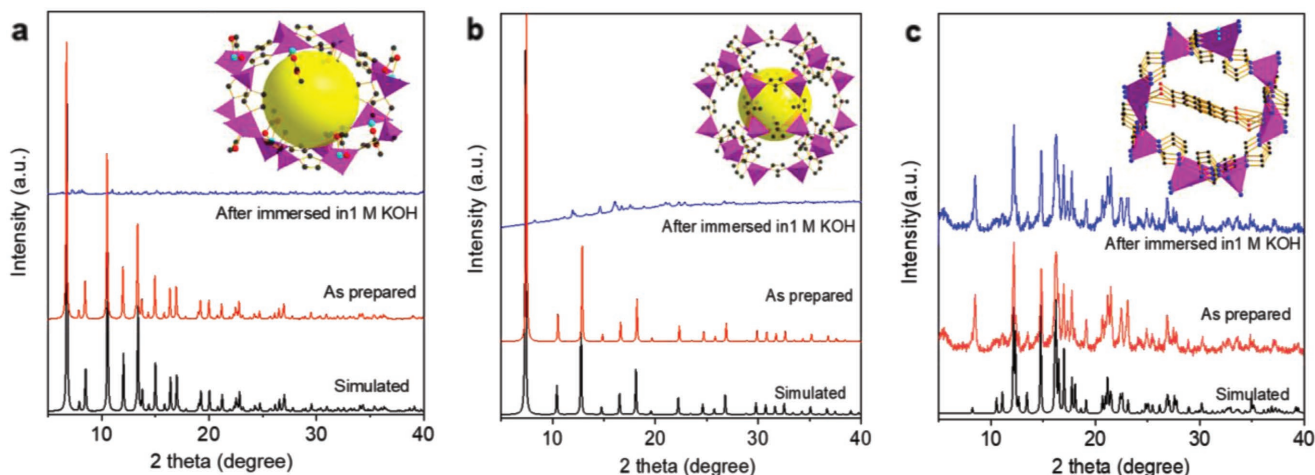 a
Intensity (a.u.)
After immersed in1 M KOH
As prepared
Simulated
10 20 30 40
2 theta (degree)
b
Intensity (a.u.)
After immersed in1 M KOH
As prepared
Simulated
10 20 30 40
2 theta (degree)
c
Intensity(a.u.)
After immersed in1 M KOH
As prepared
Simulated
10 20 30 40
2 theta (degree)